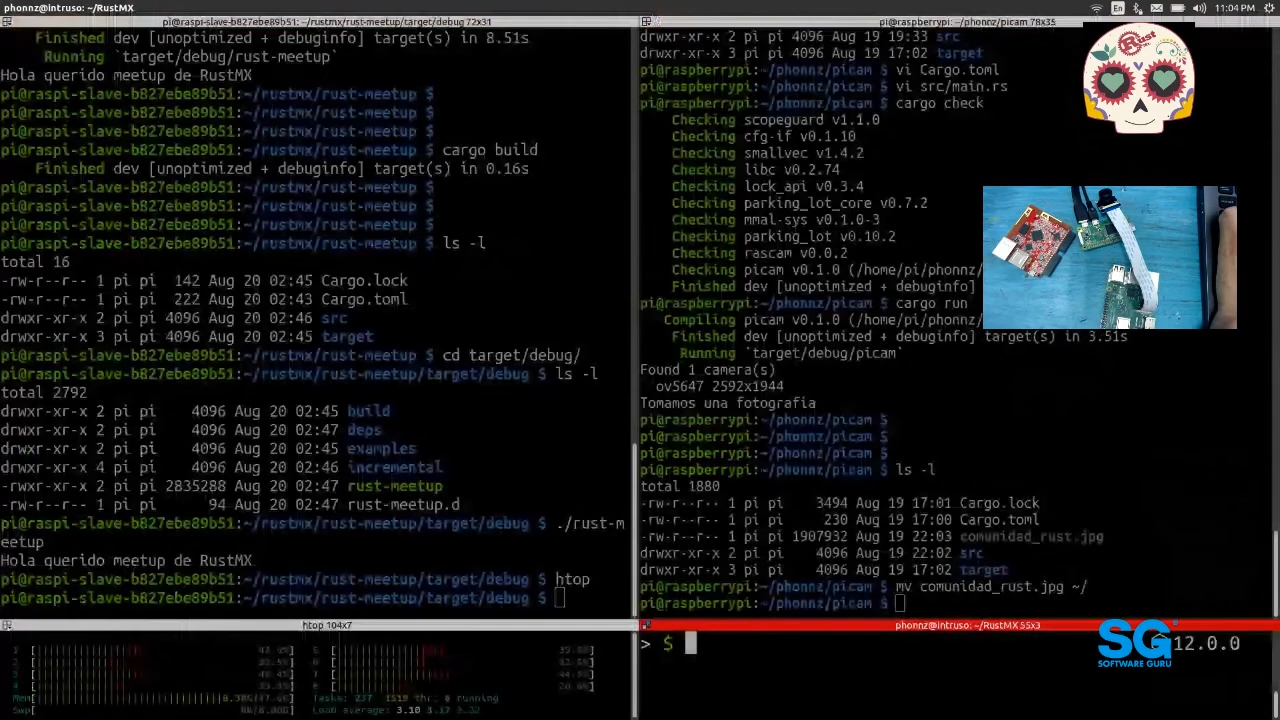 phonnz@intruso: ~/RustMX
En
11:04 PM
pi@raspi-slave-b827ebe89b51: ~/rustmx/rust-meetup/target/debug 72x31
Finished dev [unoptimized + debuginfo] target(s) in 8.51s
Running `target/debug/rust-meetup`
Hola querido meetup de RustMX
pi@raspi-slave-b827ebe89b51:~/rustmx/rust-meetup $
pi@raspi-slave-b827ebe89b51:~/rustmx/rust-meetup $
pi@raspi-slave-b827ebe89b51:~/rustmx/rust-meetup $
pi@raspi-slave-b827ebe89b51:~/rustmx/rust-meetup $ cargo build
Finished dev [unoptimized + debuginfo] target(s) in 0.16s
pi@raspi-slave-b827ebe89b51:~/rustmx/rust-meetup $
pi@raspi-slave-b827ebe89b51:~/rustmx/rust-meetup $
pi@raspi-slave-b827ebe89b51:~/rustmx/rust-meetup $
pi@raspi-slave-b827ebe89b51:~/rustmx/rust-meetup $ ls -l
total 16
-rw-r--r-- 1 pi pi 142 Aug 20 02:45 Cargo.lock
-rw-r--r-- 1 pi pi 222 Aug 20 02:43 Cargo.toml
drwxr-xr-x 2 pi pi 4096 Aug 20 02:46 src
drwxr-xr-x 3 pi pi 4096 Aug 20 02:45 target
pi@raspi-slave-b827ebe89b51:~/rustmx/rust-meetup $ cd target/debug/
pi@raspi-slave-b827ebe89b51:~/rustmx/rust-meetup/target/debug $ ls -l
total 2792
drwxr-xr-x 2 pi pi 4096 Aug 20 02:45 build
drwxr-xr-x 2 pi pi 4096 Aug 20 02:47 deps
drwxr-xr-x 2 pi pi 4096 Aug 20 02:45 examples
drwxr-xr-x 4 pi pi 4096 Aug 20 02:46 incremental
-rwxr-xr-x 2 pi pi 2835288 Aug 20 02:47 rust-meetup
-rw-r--r-- 1 pi pi 94 Aug 20 02:47 rust-meetup.d
pi@raspi-slave-b827ebe89b51:~/rustmx/rust-meetup/target/debug $ ./rust-m
eetup
Hola querido meetup de RustMX
pi@raspi-slave-b827ebe89b51:~/rustmx/rust-meetup/target/debug $ htop
pi@raspi-slave-b827ebe89b51:~/rustmx/rust-meetup/target/debug $
pi@raspberrypi: ~/phonnz/picam 78x35
drwxr-xr-x 2 pi pi 4096 Aug 19 19:33 src
drwxr-xr-x 3 pi pi 4096 Aug 19 17:02 target
pi@raspberrypi:~/phonnz/picam $ vi Cargo.toml
pi@raspberrypi:~/phonnz/picam $ vi src/main.rs
pi@raspberrypi:~/phonnz/picam $ cargo check
Checking scopeguard v1.1.0
Checking cfg-if v0.1.10
Checking smallvec v1.4.2
Checking libc v0.2.74
Checking lock_api v0.3.4
Checking parking_lot_core v0.7.2
Checking mmal-sys v0.1.0-3
Checking parking_lot v0.10.2
Checking rascam v0.0.2
Checking picam v0.1.0 (/home/pi/phonnz/
Finished dev [unoptimized + debuginfo]
pi@raspberrypi:~/phonnz/picam $ cargo run
Compiling picam v0.1.0 (/home/pi/phonnz/
Finished dev [unoptimized + debuginfo] target(s) in 3.51s
Running `target/debug/picam`
Found 1 camera(s)
ov5647 2592x1944
Tomamos una fotografia
pi@raspberrypi:~/phonnz/picam $
pi@raspberrypi:~/phonnz/picam $
pi@raspberrypi:~/phonnz/picam $
pi@raspberrypi:~/phonnz/picam $ ls -l
total 1880
-rw-r--r-- 1 pi pi 3494 Aug 19 17:01 Cargo.lock
-rw-r--r-- 1 pi pi 230 Aug 19 17:00 Cargo.toml
-rw-r--r-- 1 pi pi 1907932 Aug 19 22:03 comunidad_rust.jpg
drwxr-xr-x 2 pi pi 4096 Aug 19 22:02 src
drwxr-xr-x 3 pi pi 4096 Aug 19 17:02 target
pi@raspberrypi:~/phonnz/picam $ mv comunidad_rust.jpg ~/
pi@raspberrypi:~/phonnz/picam $
Rust
htop 104x7
Tasks: 237
Load average: 3.10
phonnz@intruso: ~/RustMX 55x3
> $
12.0.0
SG
SOFTWARE GURU